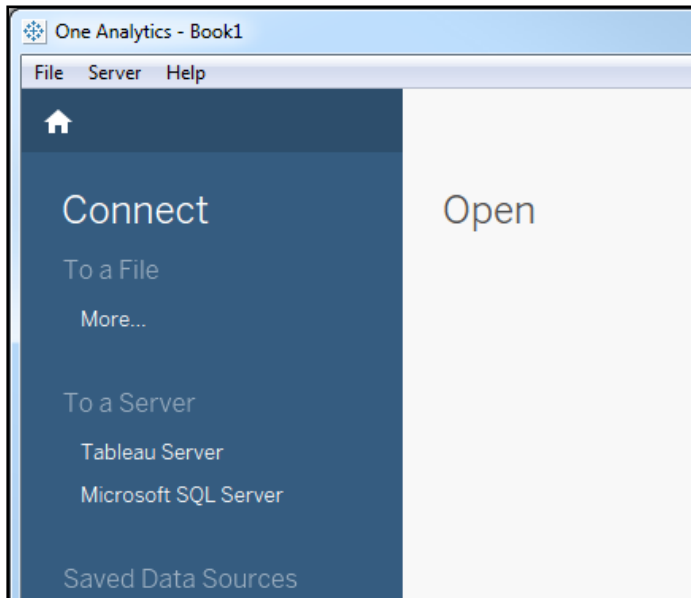 One Analytics - Book1
File Server Help
Connect
Open
To a File
More...
To a Server
Tableau Server
Microsoft SQL Server
Saved Data Sources